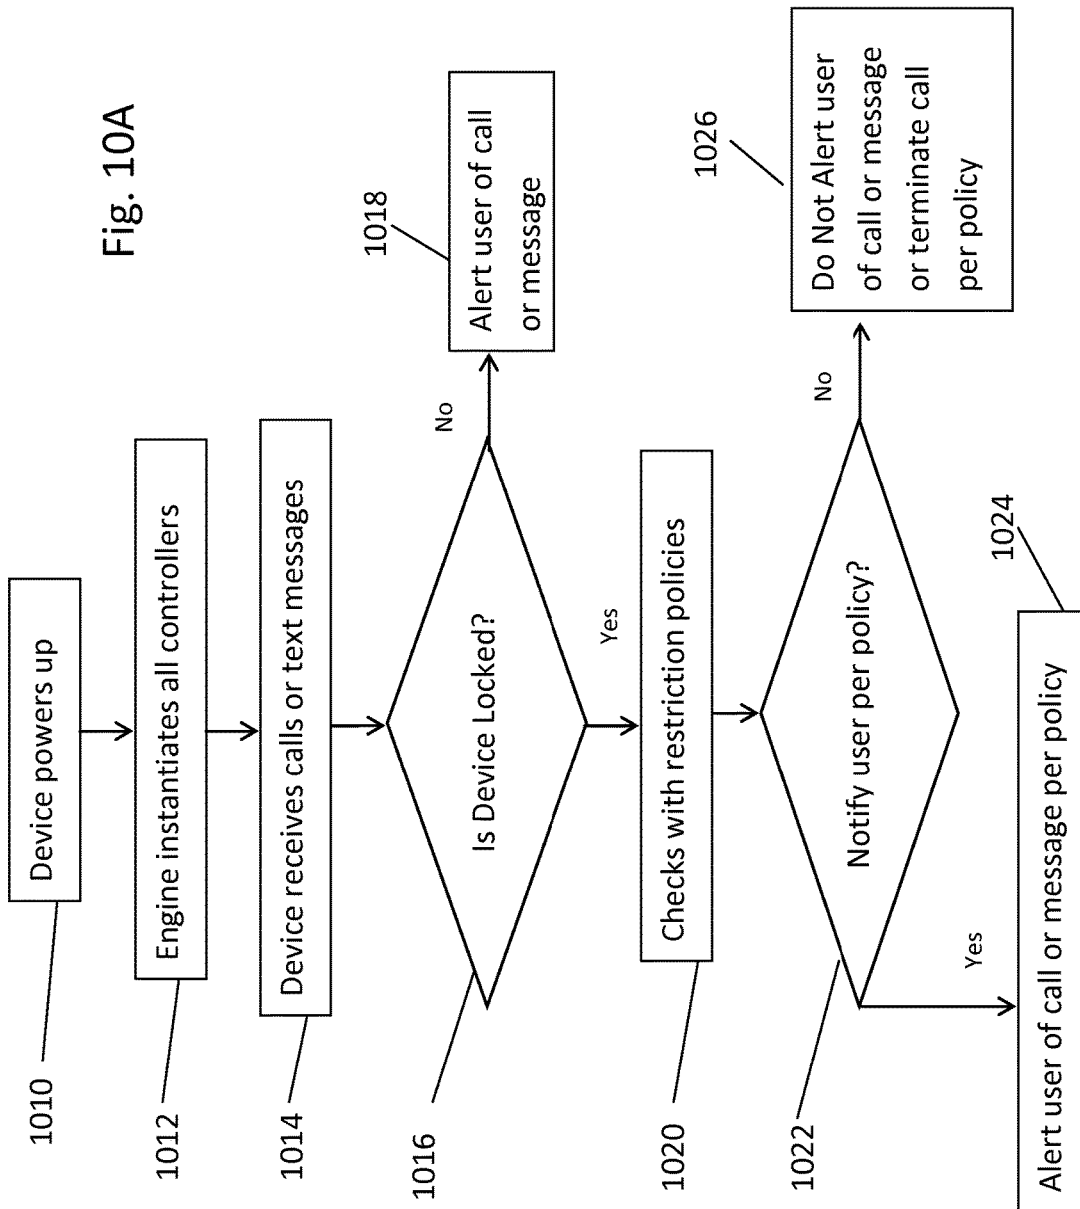 Fig. 10A
1010
Device powers up
1012
Engine instantiates all controllers
1014
Device receives calls or text messages
1016
Is Device Locked?
No
1018
Alert user of call
or message
Yes
1020
Checks with restriction policies
1022
Notify user per policy?
No
1026
Do Not Alert user
of call or message
or terminate call
per policy
Yes
1024
Alert user of call or message per policy